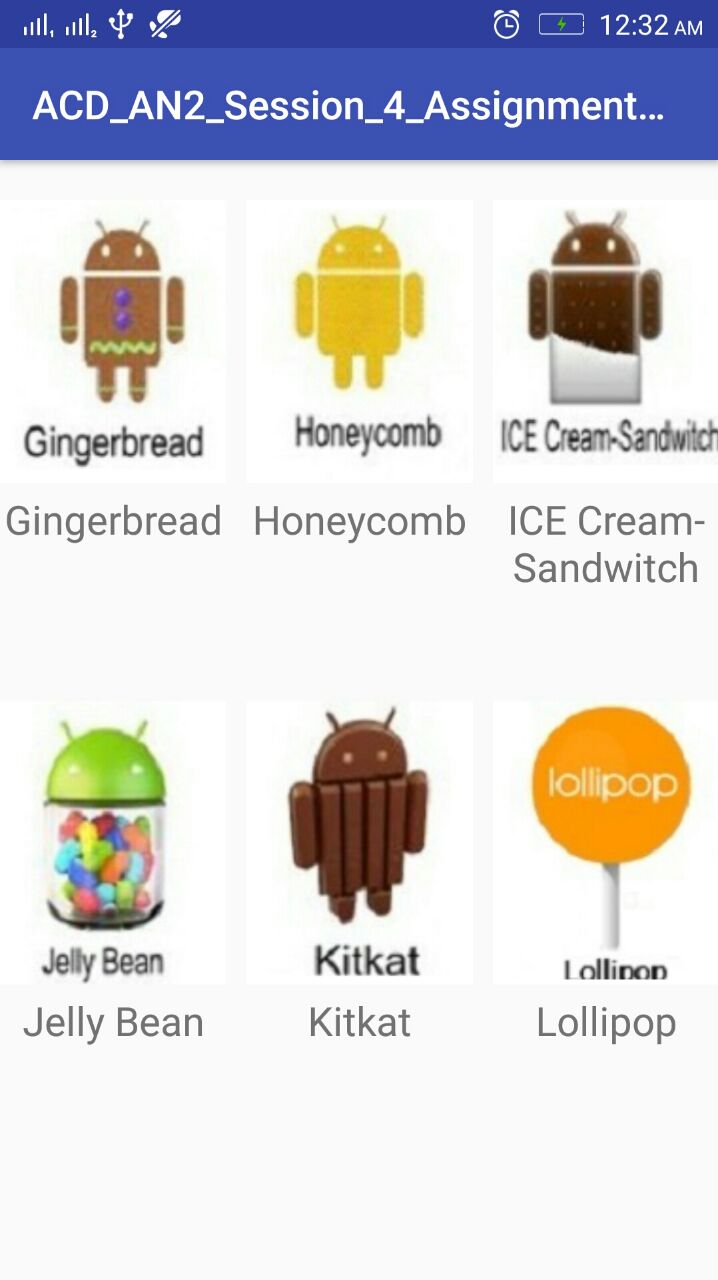 12:32 AM
ACD_AN2_Session_4_Assignment...
Gingerbread
Honeycomb
ICE Cream-Sandwitch
Gingerbread
Honeycomb
ICE Cream-
Sandwitch
lollipop
Jelly Bean
Kitkat
Lollipop
Jelly Bean
Kitkat
Lollipop